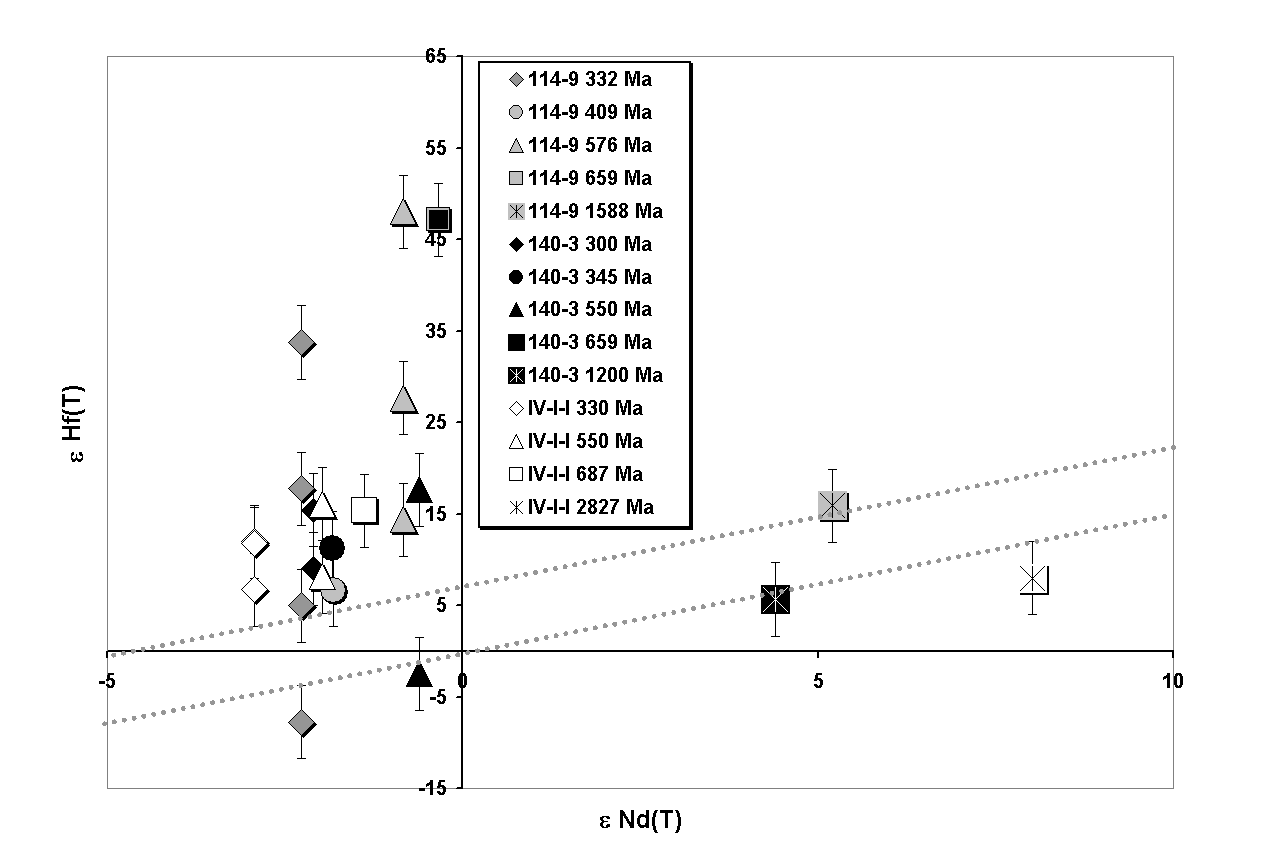 65
55
45
35
25
15
5
-5
-15
-5
0
5
10
ε Hf(T)
ε Nd(T)
114-9 332 Ma
114-9 409 Ma
114-9 576 Ma
114-9 659 Ma
114-9 1588 Ma
140-3 300 Ma
140-3 345 Ma
140-3 550 Ma
140-3 659 Ma
140-3 1200 Ma
IV-I-I 330 Ma
IV-I-I 550 Ma
IV-I-I 687 Ma
IV-I-I 2827 Ma